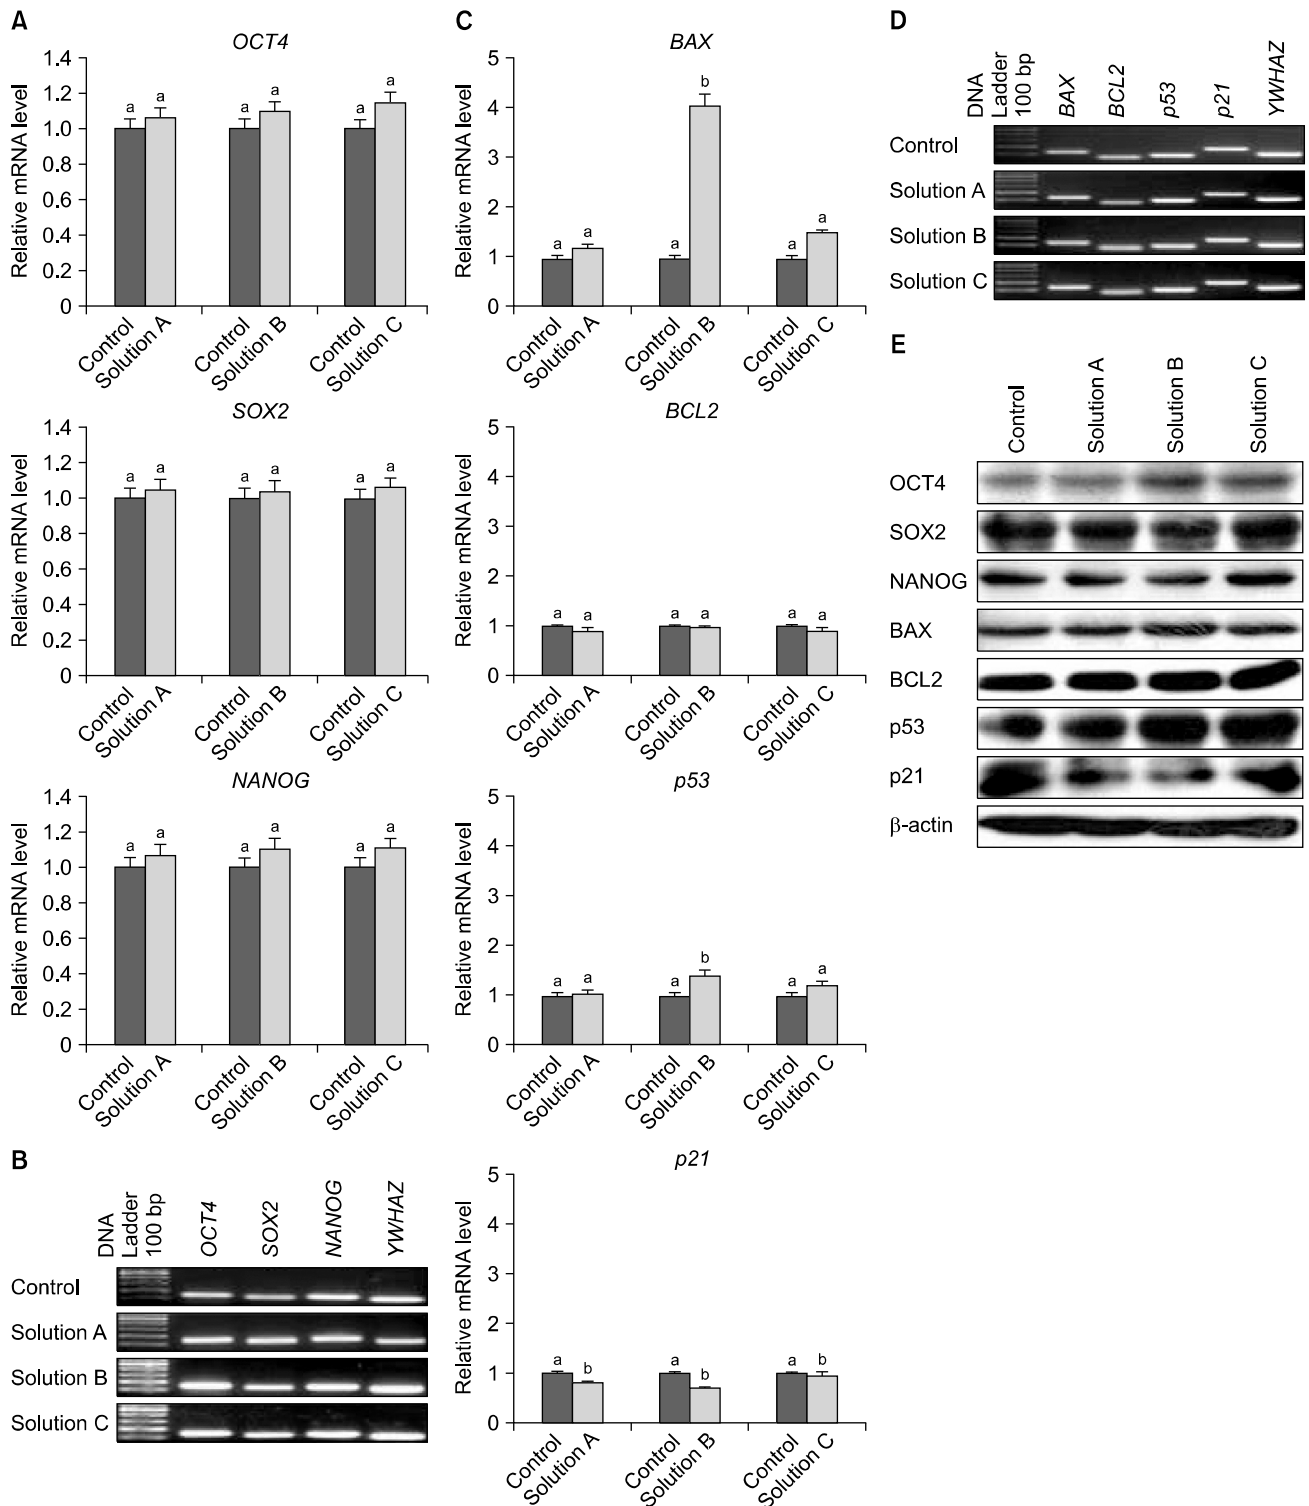 A
OCT4
Relative mRNA level
1.4
1.2
1.0
0.8
0.6
0.4
0.2
0
a a a a a a
Control
Solution A
Control
Solution B
Control
Solution C
SOX2
Relative mRNA level
1.4
1.2
1.0
0.8
0.6
0.4
0.2
0
a a a a a a
Control
Solution A
Control
Solution B
Control
Solution C
NANOG
Relative mRNA level
1.4
1.2
1.0
0.8
0.6
0.4
0.2
0
a a a a a a
Control
Solution A
Control
Solution B
Control
Solution C
B
DNA
Ladder
100 bp
OCT4
SOX2
NANOG
YWHAZ
Control
Solution A
Solution B
Solution C
C
BAX
Relative mRNA level
5
4
3
2
1
0
a a a b a a
Control
Solution A
Control
Solution B
Control
Solution C
BCL2
Relative mRNA level
5
4
3
2
1
0
a a a a a a
Control
Solution A
Control
Solution B
Control
Solution C
p53
Relative mRNA level
5
4
3
2
1
0
a a a b a a
Control
Solution A
Control
Solution B
Control
Solution C
p21
Relative mRNA level
5
4
3
2
1
0
a b a b a b
Control
Solution A
Control
Solution B
Control
Solution C
D
DNA
Ladder
100 bp
BAX
BCL2
p53
p21
YWHAZ
Control
Solution A
Solution B
Solution C
E
Control
Solution A
Solution B
Solution C
OCT4
SOX2
NANOG
BAX
BCL2
p53
p21
β-actin